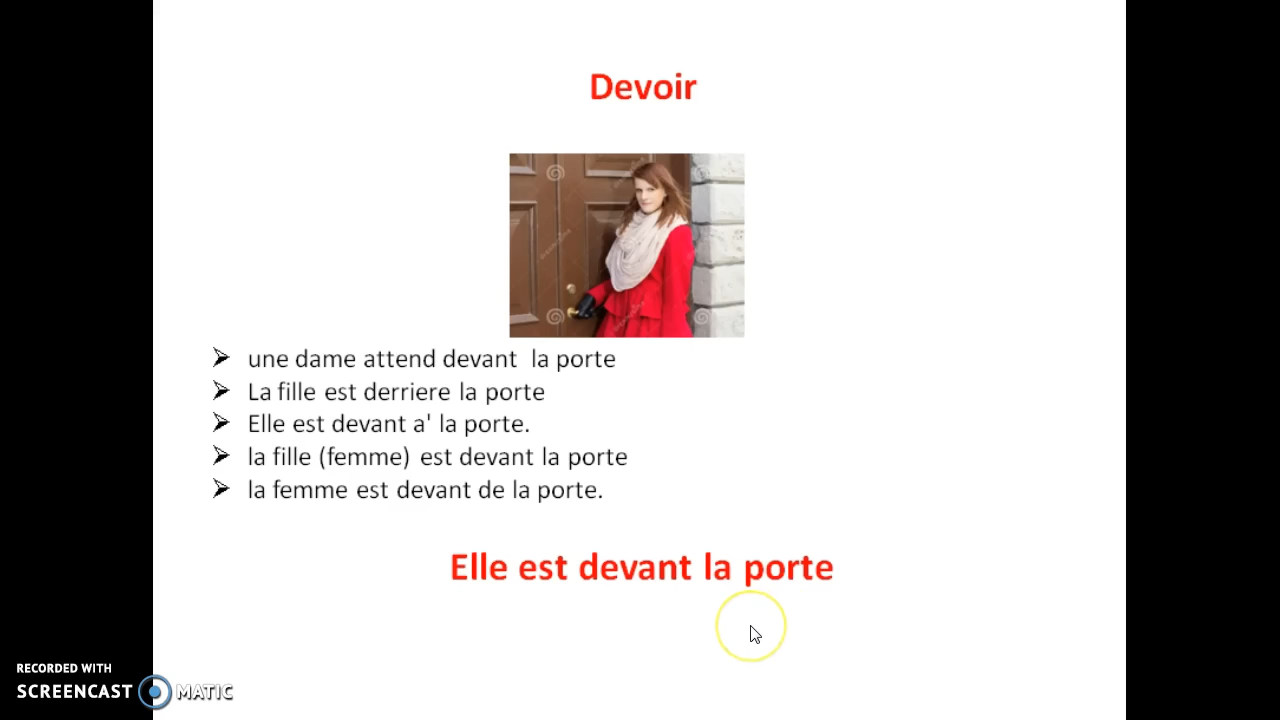 Devoir
une dame attend devant la porte
La fille est derriere la porte
Elle est devant a' la porte.
la fille (femme) est devant la porte
la femme est devant de la porte.
Elle est devant la porte
RECORDED WITH
SCREENCAST MATIC